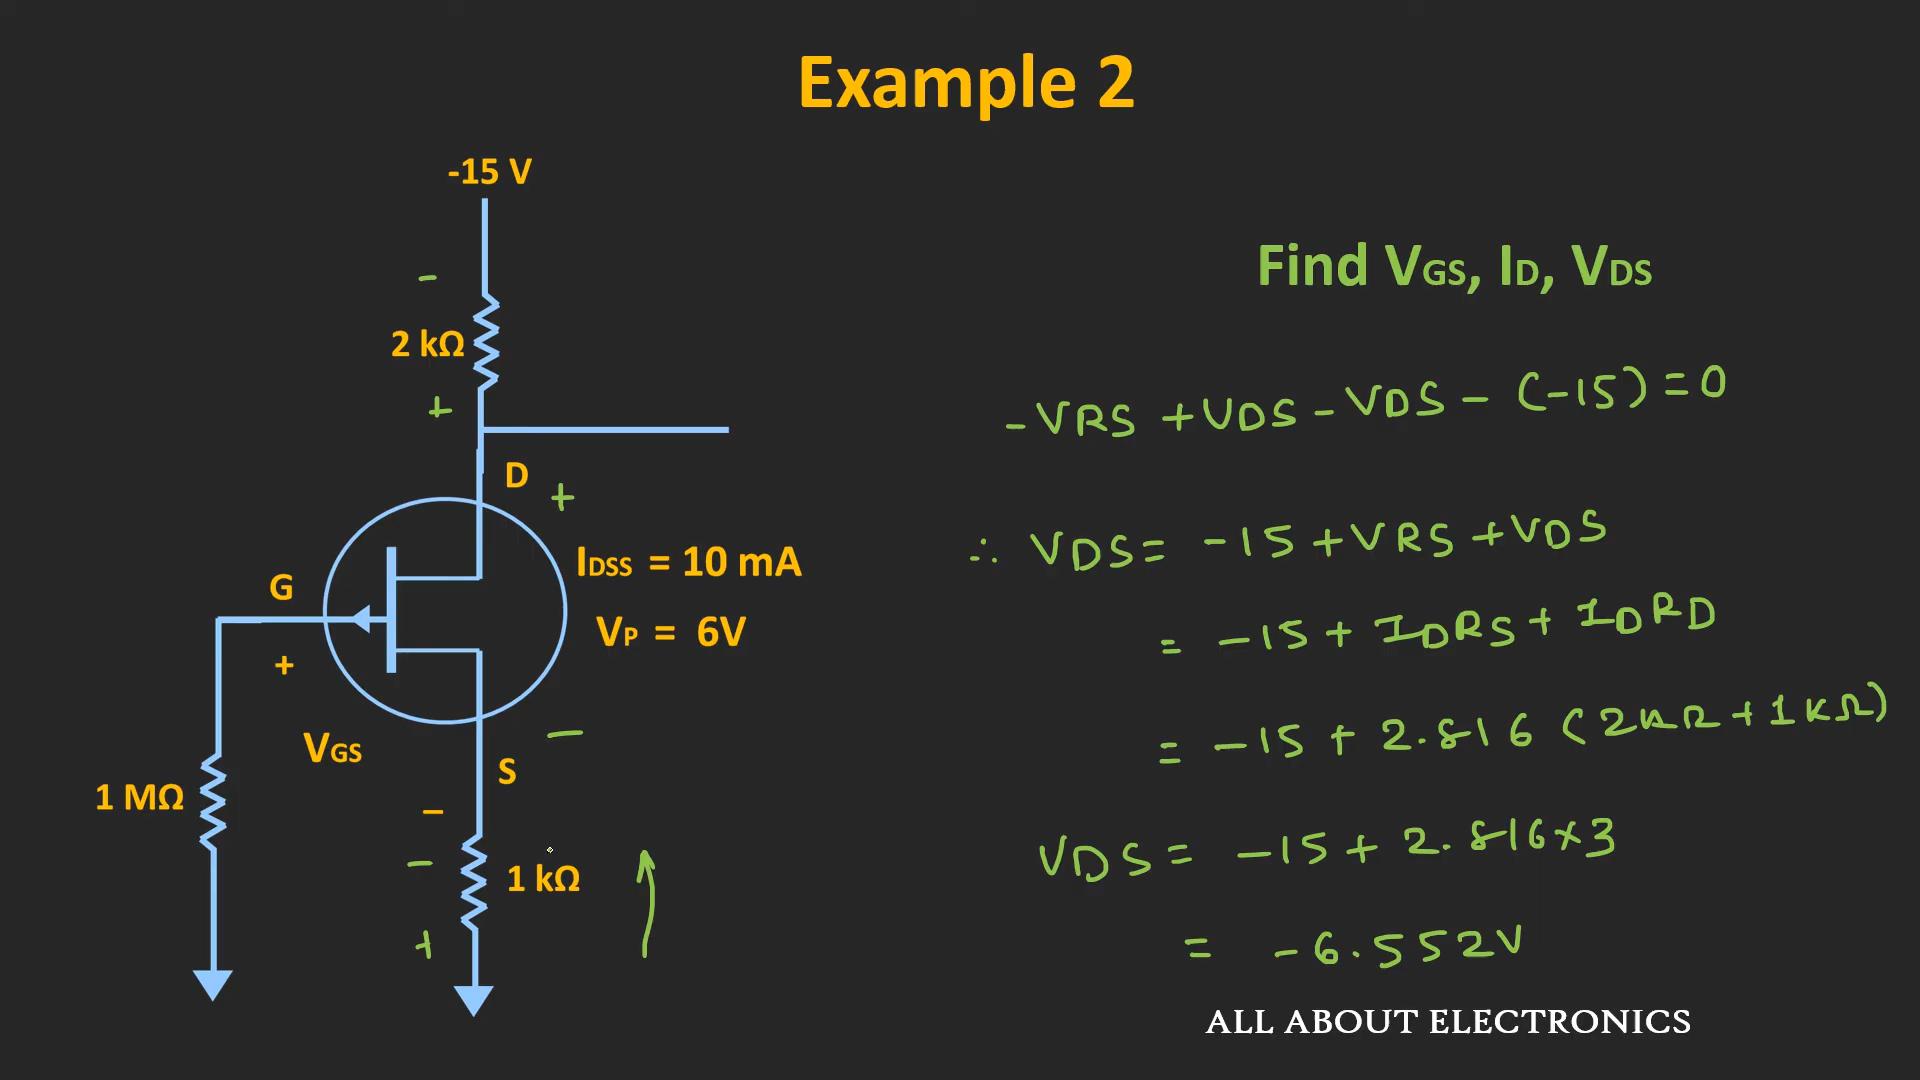 Example 2
-15 V
-
2 kΩ
+
D
+
IDSS = 10 mA
VP = 6V
G
+
VGS
-
S
1 MΩ
–
-
1 kΩ
+
Find VGS, ID, VDS
-VRS +VDS - VDS - (-15) = 0
∴ VDS = -15 + VRS + VDS
= -15 + IDRS + IDRD
= -15 + 2.816 (2kΩ + 1kΩ)
VDS = -15 + 2.816 x 3
= -6.552V
ALL ABOUT ELECTRONICS